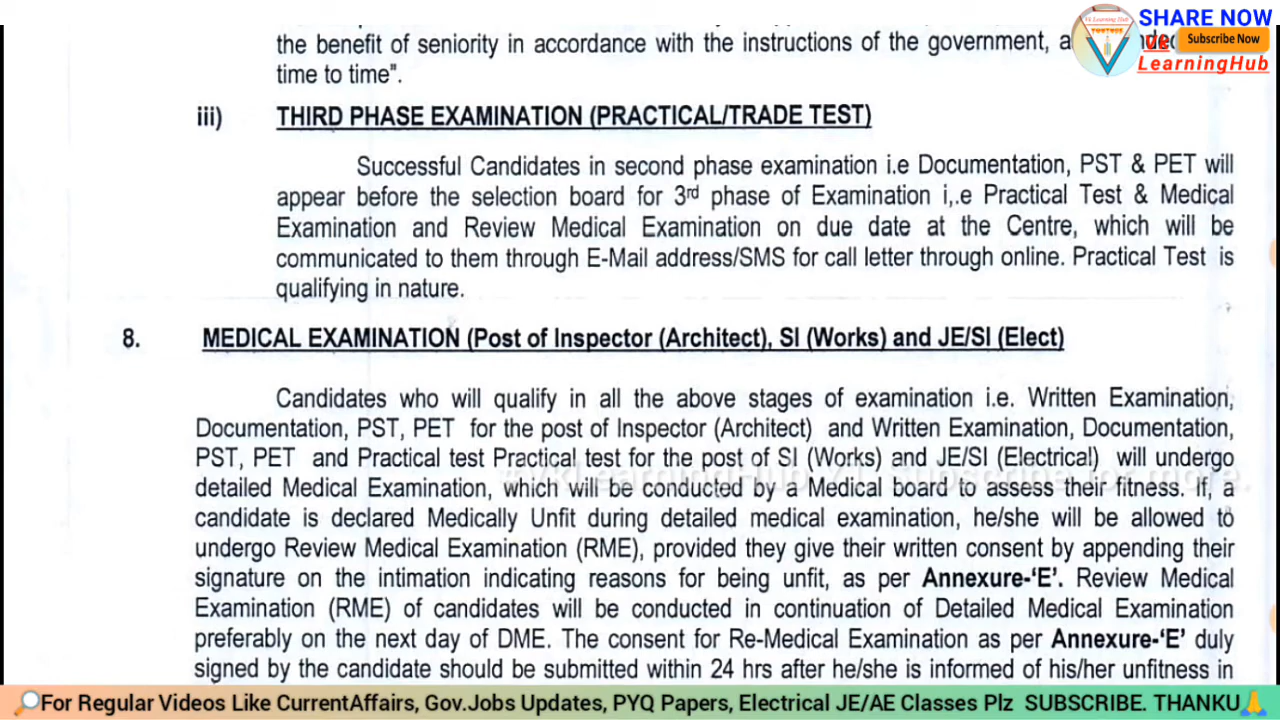 the benefit of seniority in accordance with the instructions of the government, a
time to time".
iii) THIRD PHASE EXAMINATION (PRACTICAL/TRADE TEST)
Successful Candidates in second phase examination i.e Documentation, PST & PET will
appear before the selection board for 3rd phase of Examination i,.e Practical Test & Medical
Examination and Review Medical Examination on due date at the Centre, which will be
communicated to them through E-Mail address/SMS for call letter through online. Practical Test is
qualifying in nature.
8. MEDICAL EXAMINATION (Post of Inspector (Architect), SI (Works) and JE/SI (Elect)
Candidates who will qualify in all the above stages of examination i.e. Written Examination,
Documentation, PST, PET for the post of Inspector (Architect) and Written Examination, Documentation,
PST, PET and Practical test Practical test for the post of SI (Works) and JE/SI (Electrical) will undergo
detailed Medical Examination, which will be conducted by a Medical board to assess their fitness. If, a
candidate is declared Medically Unfit during detailed medical examination, he/she will be allowed to
undergo Review Medical Examination (RME), provided they give their written consent by appending their
signature on the intimation indicating reasons for being unfit, as per Annexure-'E'. Review Medical
Examination (RME) of candidates will be conducted in continuation of Detailed Medical Examination
preferably on the next day of DME. The consent for Re-Medical Examination as per Annexure-'E' duly
signed by the candidate should be submitted within 24 hrs after he/she is informed of his/her unfitness in
SHARE NOW
Vk Learning Hub
YOUTUBE
VK
Subscribe Now
LearningHub
Subscribe for more.
🔎For Regular Videos Like CurrentAffairs, Gov.Jobs Updates, PYQ Papers, Electrical JE/AE Classes Plz SUBSCRIBE. THANKU🙏